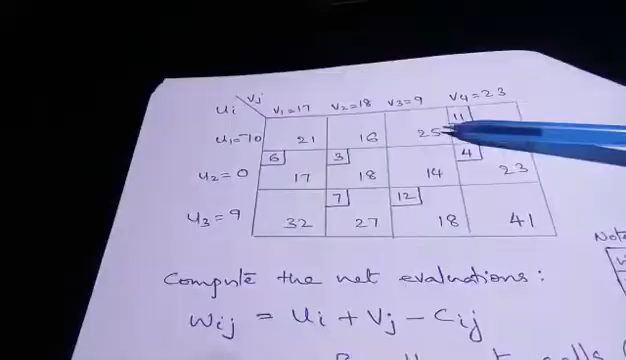 Ui Vj V1=17 V2=18 V3=9 V4=23
11
U1=-10 21 16 25
6 3 4
U2=0 17 18 14 23
7 12
U3=9 32 27 18 41
Note
Compute the net evaluations:
Wij = Ui + Vj - Cij